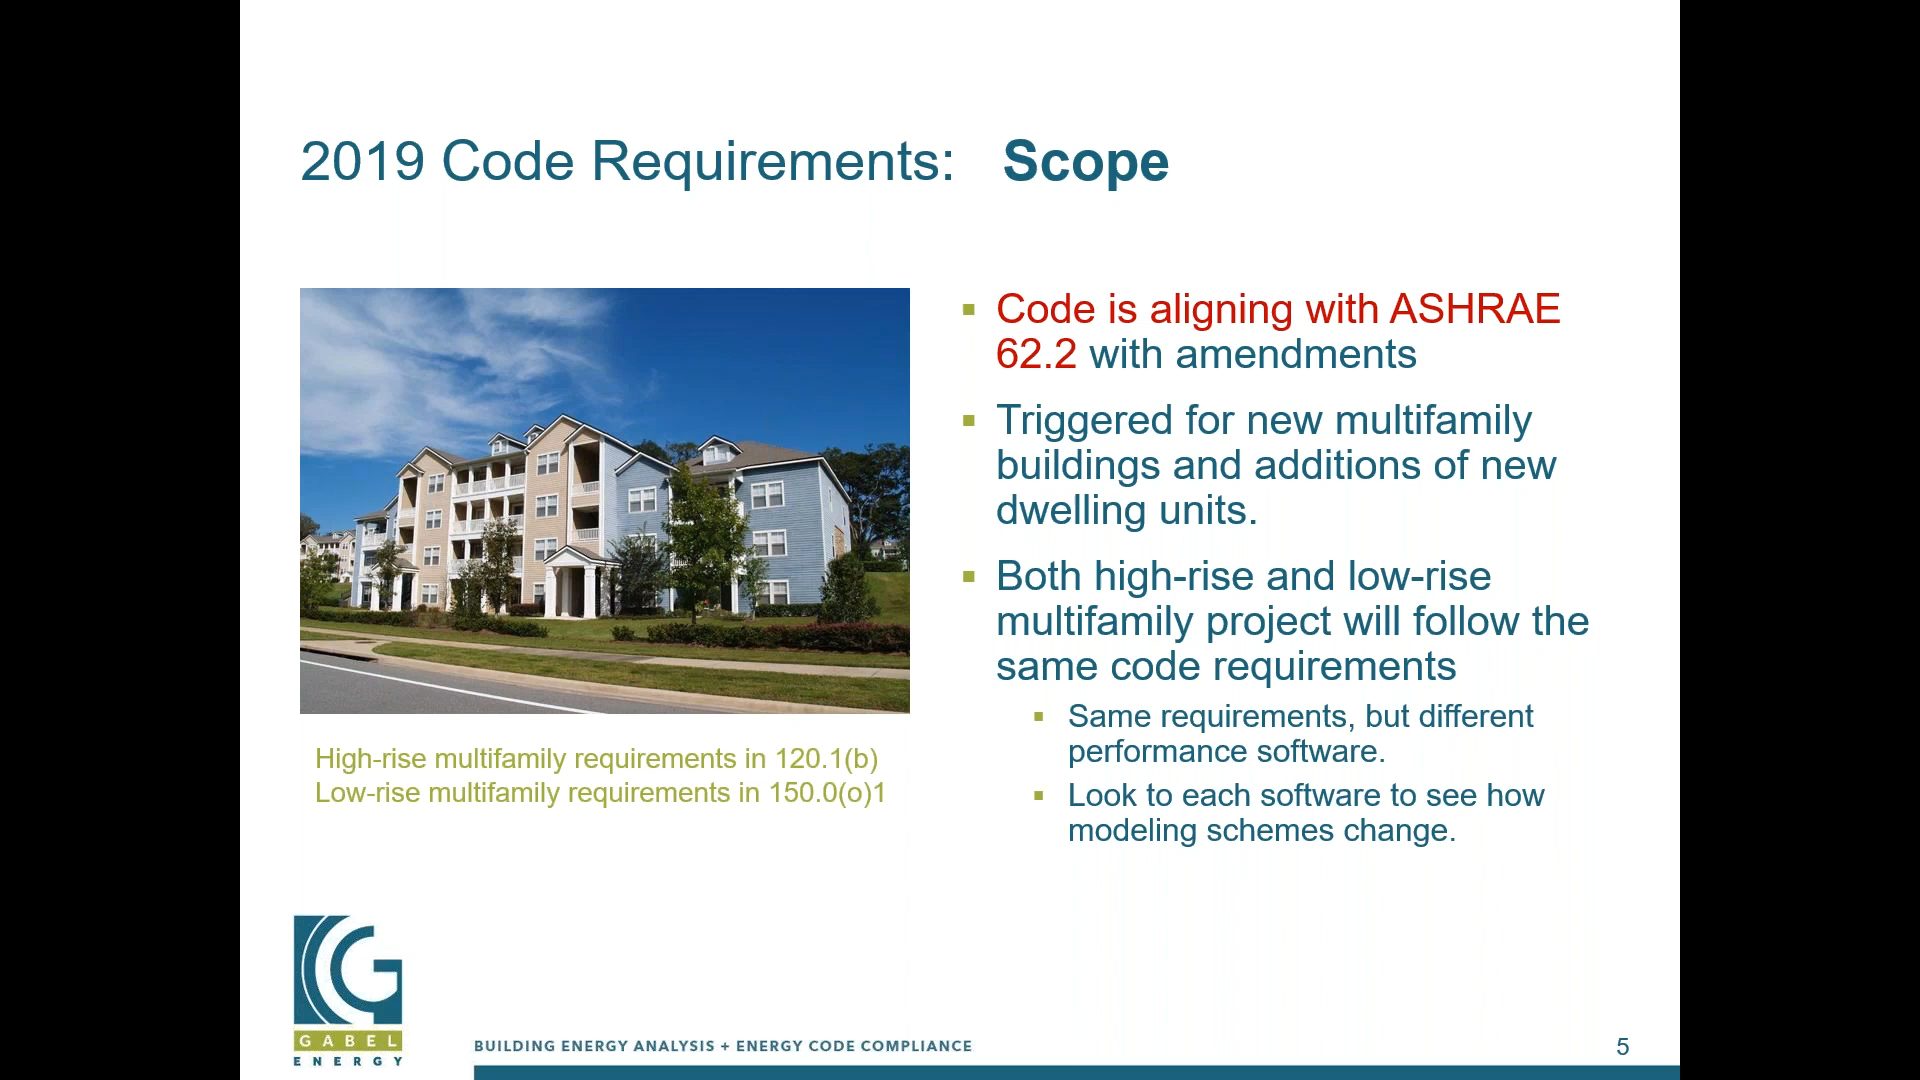 2019 Code Requirements: Scope
Code is aligning with ASHRAE
62.2 with amendments
Triggered for new multifamily
buildings and additions of new
dwelling units.
Both high-rise and low-rise
multifamily project will follow the
same code requirements
Same requirements, but different
performance software.
Look to each software to see how
modeling schemes change.
High-rise multifamily requirements in 120.1(b)
Low-rise multifamily requirements in 150.0(o)1
GABEL
ENERGY
BUILDING ENERGY ANALYSIS + ENERGY CODE COMPLIANCE
5